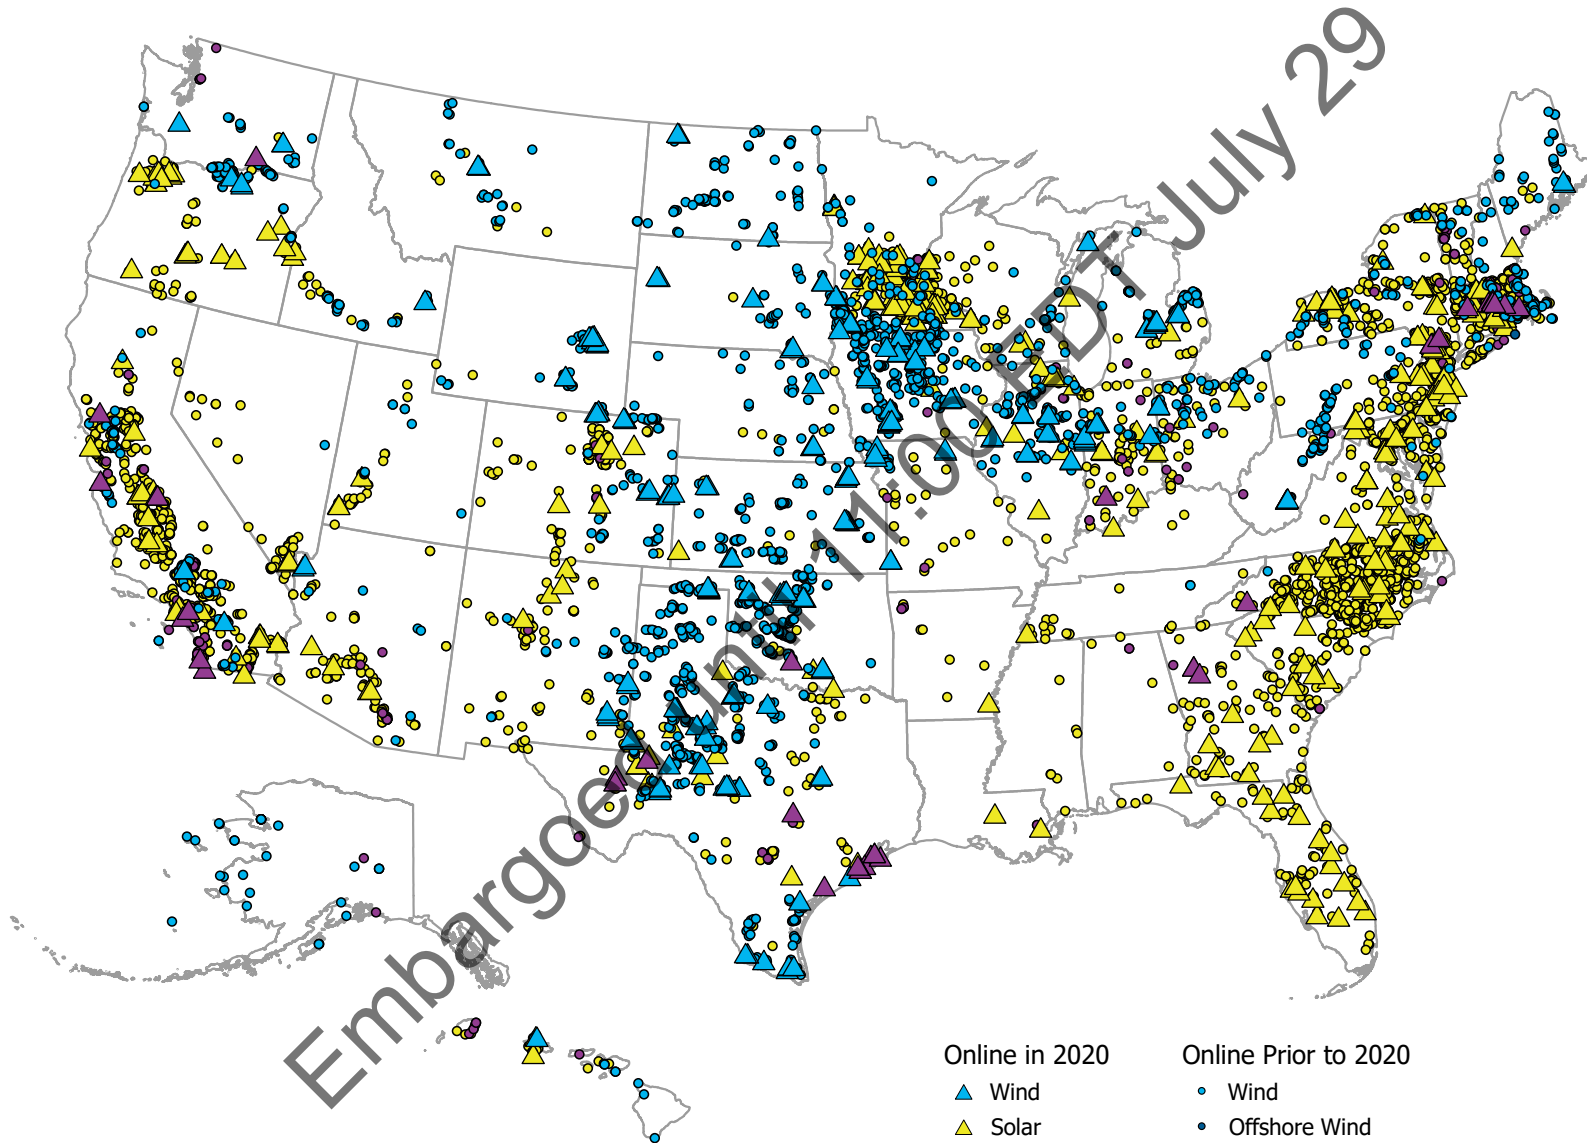 Embargoed until 11:00 EDT July 29
Online in 2020
Wind
Solar
Online Prior to 2020
Wind
Offshore Wind